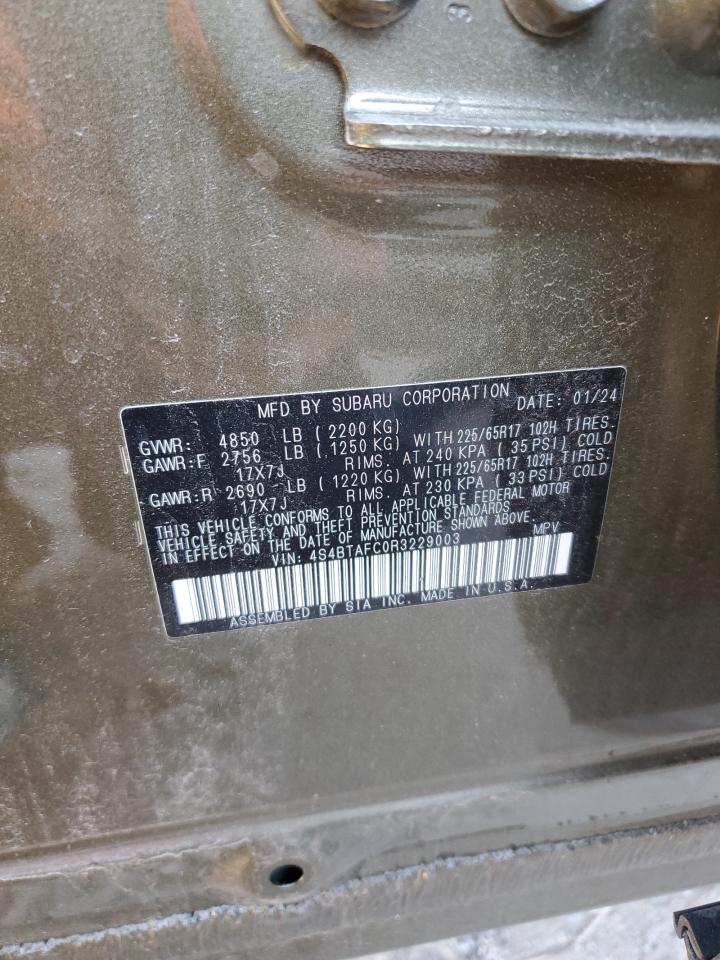 8
MFD BY SUBARU CORPORATION DATE: 01/24
GVWR: 4850 LB (2200 KG)
GAWR:F 2756 LB (1250 KG) WITH 225/65R17 102H TIRES.
17X7J RIMS. AT 240 KPA (35 PSI) COLD
GAWR:R 2690 LB (1220 KG) WITH 225/65R17 102H TIRES.
17X7J RIMS. AT 230 KPA (33 PSI) COLD
THIS VEHICLE CONFORMS TO ALL APPLICABLE FEDERAL MOTOR
VEHICLE SAFETY AND THEFT PREVENTION STANDARDS
IN EFFECT ON THE DATE OF MANUFACTURE SHOWN ABOVE.
VIN: 4S4BTAFC0R3229003 MPV
ASSEMBLED BY SIA INC. MADE IN U.S.A.